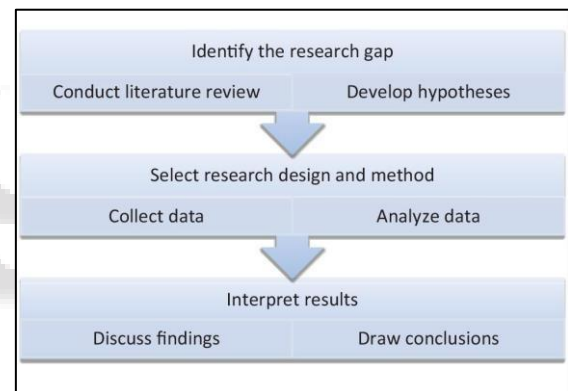 Identify the research gap
Conduct literature review
Develop hypotheses
Select research design and method
Collect data
Analyze data
Interpret results
Discuss findings
Draw conclusions